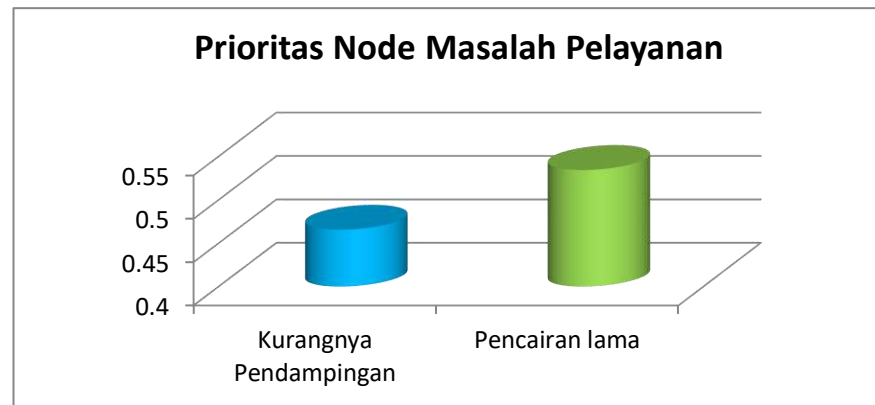 Prioritas Node Masalah Pelayanan
0.55
0.5
0.45
0.4
Kurangnya
Pendampingan
Pencairan lama